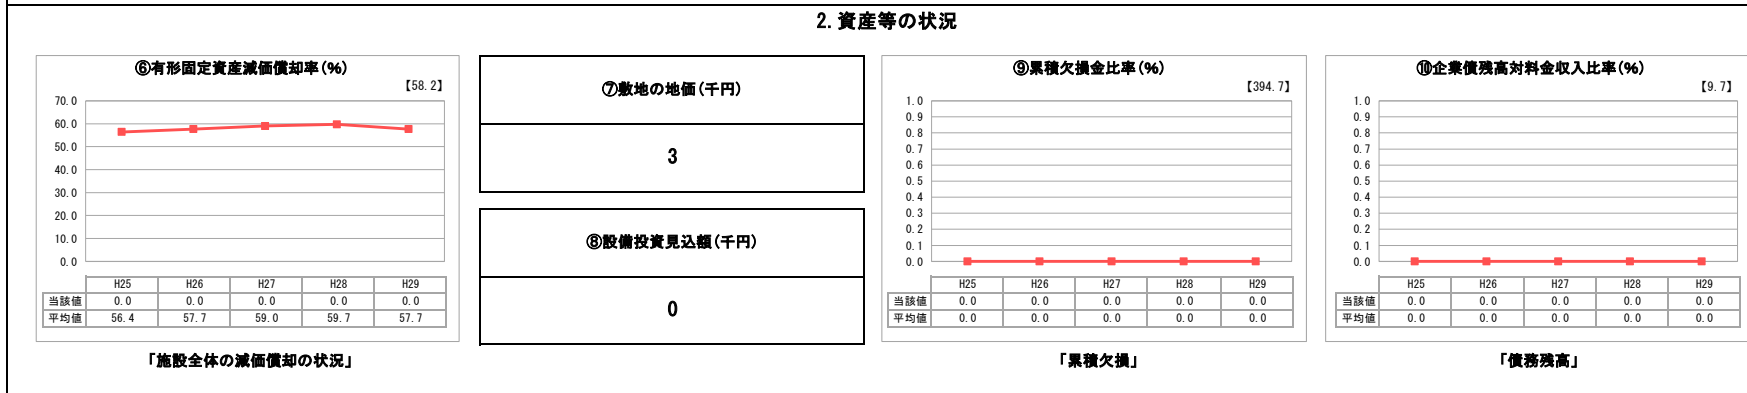 2. 資産等の状況
⑥有形固定資産減価償却率(%)
【58.2】
70.0
60.0
50.0
40.0
30.0
20.0
10.0
0.0
H25 H26 H27 H28 H29
当該値 0.0 0.0 0.0 0.0 0.0
平均値 56.4 57.7 59.0 59.7 57.7
「施設全体の減価償却の状況」
⑦敷地の地価(千円)
3
⑧設備投資見込額(千円)
0
⑨累積欠損金比率(%)
【394.7】
1.0
0.9
0.8
0.7
0.6
0.5
0.4
0.3
0.2
0.1
0.0
H25 H26 H27 H28 H29
当該値 0.0 0.0 0.0 0.0 0.0
平均値 0.0 0.0 0.0 0.0 0.0
「累積欠損」
⑩企業債残高対料金収入比率(%)
【9.7】
1.0
0.9
0.8
0.7
0.6
0.5
0.4
0.3
0.2
0.1
0.0
H25 H26 H27 H28 H29
当該値 0.0 0.0 0.0 0.0 0.0
平均値 0.0 0.0 0.0 0.0 0.0
「債務残高」